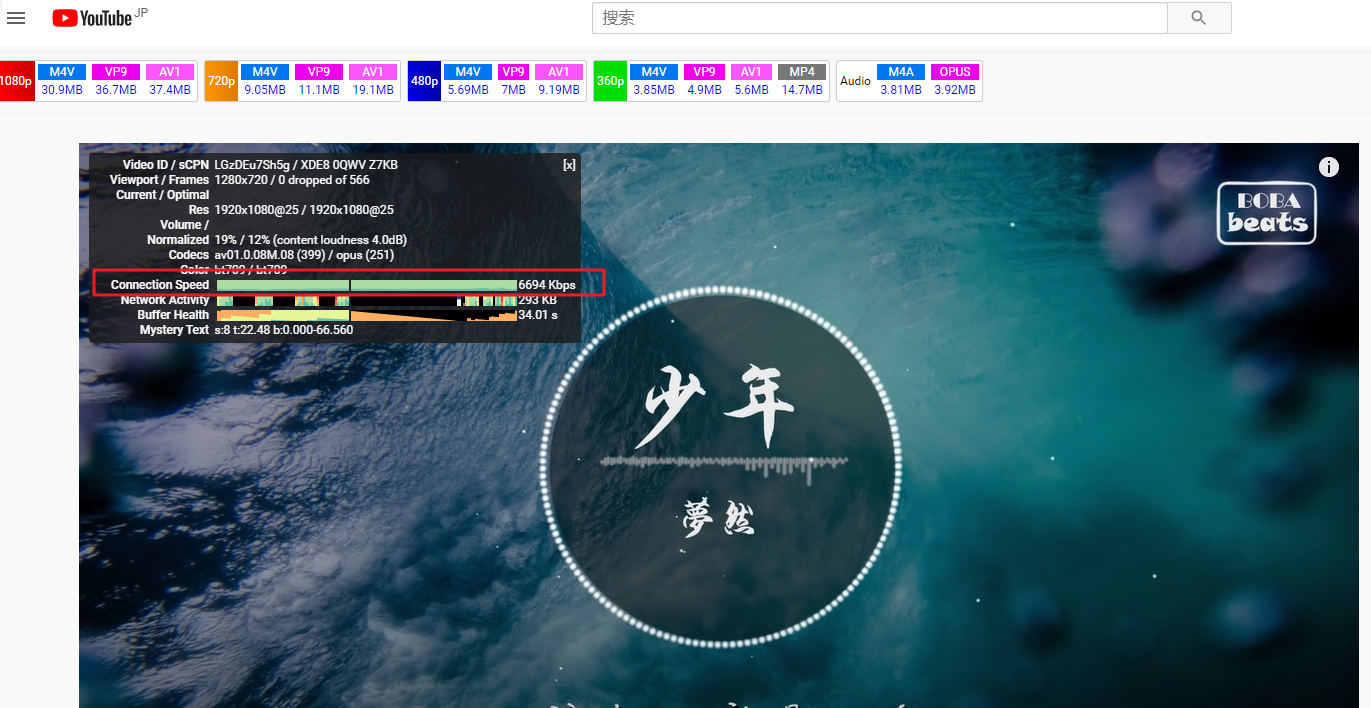 YouTube JP
搜索
1080p M4V VP9 AV1
30.9MB 36.7MB 37.4MB
720p M4V VP9 AV1
9.05MB 11.1MB 19.1MB
480p M4V VP9 AV1
5.69MB 7MB 9.19MB
360p M4V VP9 AV1 MP4
3.85MB 4.9MB 5.6MB 14.7MB
Audio M4A OPUS
3.81MB 3.92MB
Video ID / sCPN LGzDEu7Sh5g / XDE8 0QWV Z7KB [x]
Viewport / Frames 1280x720 / 0 dropped of 566
Current / Optimal
Res 1920x1080@25 / 1920x1080@25
Volume /
Normalized 19% / 12% (content loudness 4.0dB)
Codecs av01.0.08M.08 (399) / opus (251)
Color bt709 / bt709
Connection Speed 6694 Kbps
Network Activity 293 KB
Buffer Health 34.01 s
Mystery Text s:8 t:22.48 b:0.000-66.560
BOBA
beats
少年
夢然